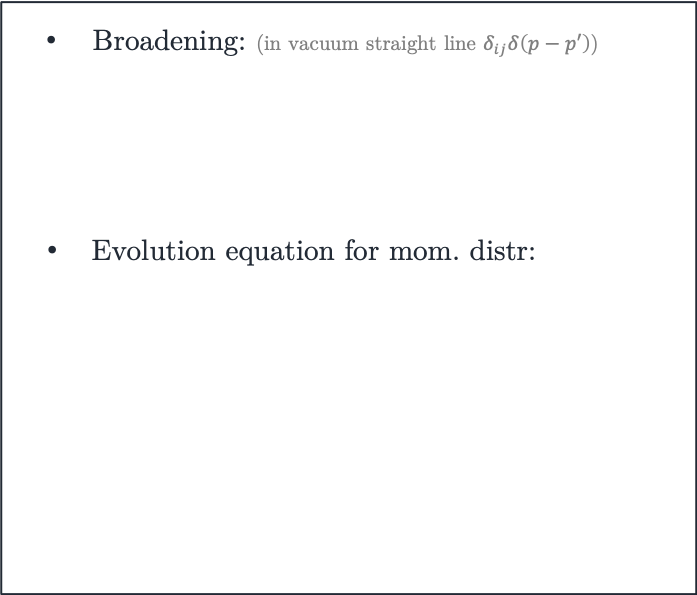 • Broadening: (in vacuum straight line δ_{ij}δ(p − p′))
• Evolution equation for mom. distr: